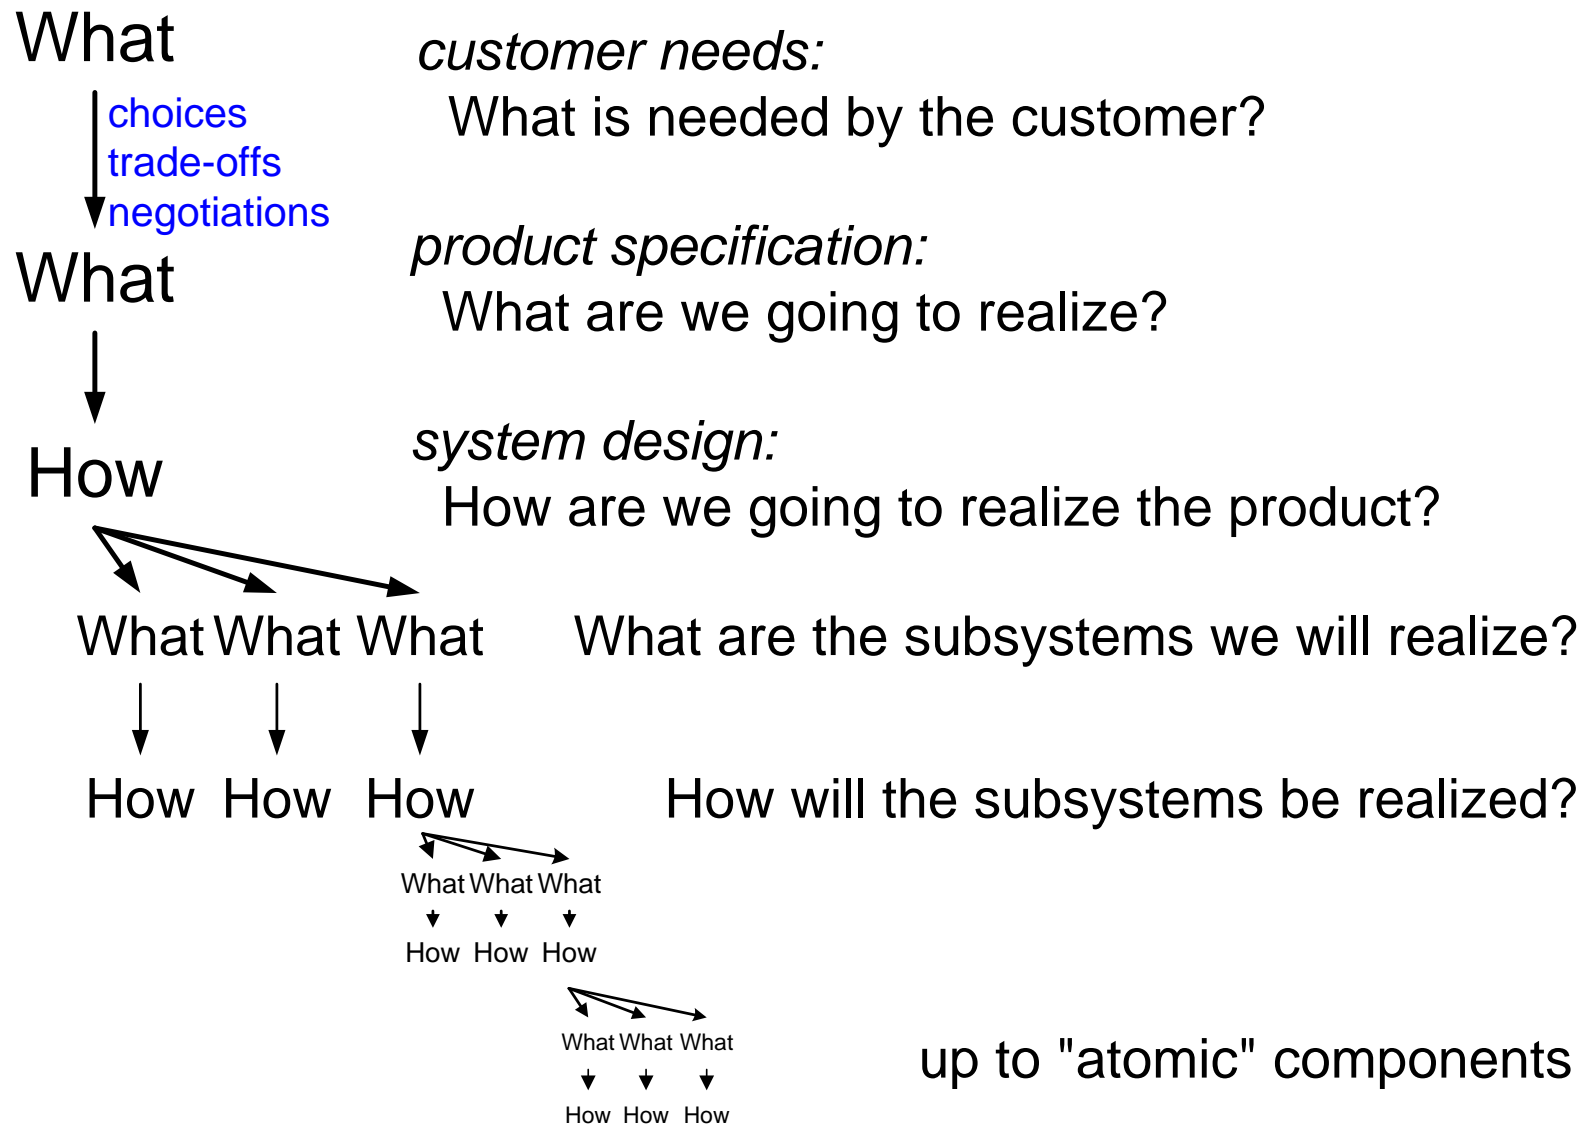 What
customer needs:
choices
What is needed by the customer?
trade-offs
negotiations
product specification:
What
What are we going to realize?
system design:
How
How are we going to realize the product?
What What What
What are the subsystems we will realize?
How How How
How will the subsystems be realized?
What What What
How How How
What What What
up to "atomic" components
How How How